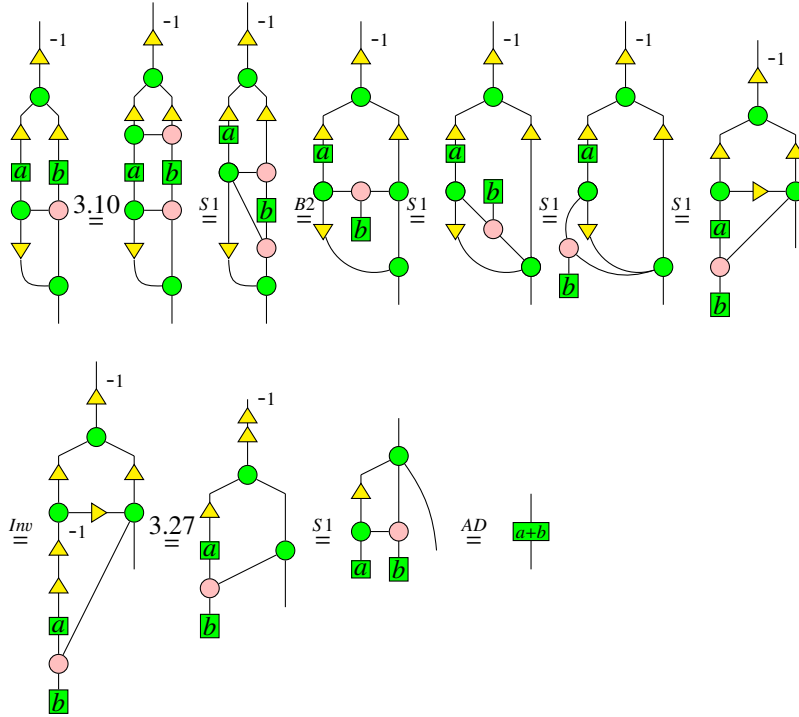 -1 -1 -1 -1 -1 -1 -1
a b 3.10 = a b S1 = a b B2 = a b S1 = a b S1 = a b S1 = a b
-1 -1
Inv = -1 a b 3.27 = a b S1 = a b AD = a+b